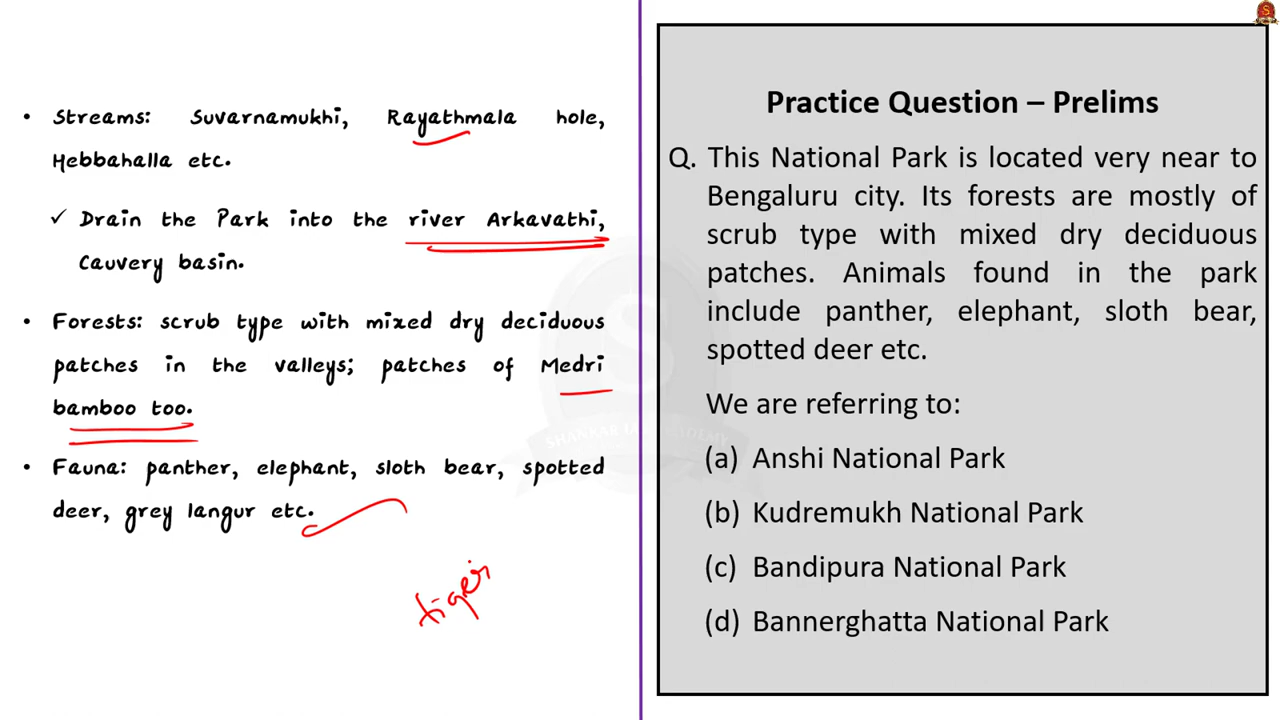 • Streams: Suvarnamukhi, Rayathmala hole,
Hebbahalla etc.
✓ Drain the Park into the river Arkavathi,
Cauvery basin.
• Forests: scrub type with mixed dry deciduous
patches in the valleys; patches of Medri
bamboo too.
• Fauna: panther, elephant, sloth bear, spotted
deer, grey langur etc.
tiger
Practice Question – Prelims
Q. This National Park is located very near to
Bengaluru city. Its forests are mostly of
scrub type with mixed dry deciduous
patches. Animals found in the park
include panther, elephant, sloth bear,
spotted deer etc.
We are referring to:
(a) Anshi National Park
(b) Kudremukh National Park
(c) Bandipura National Park
(d) Bannerghatta National Park